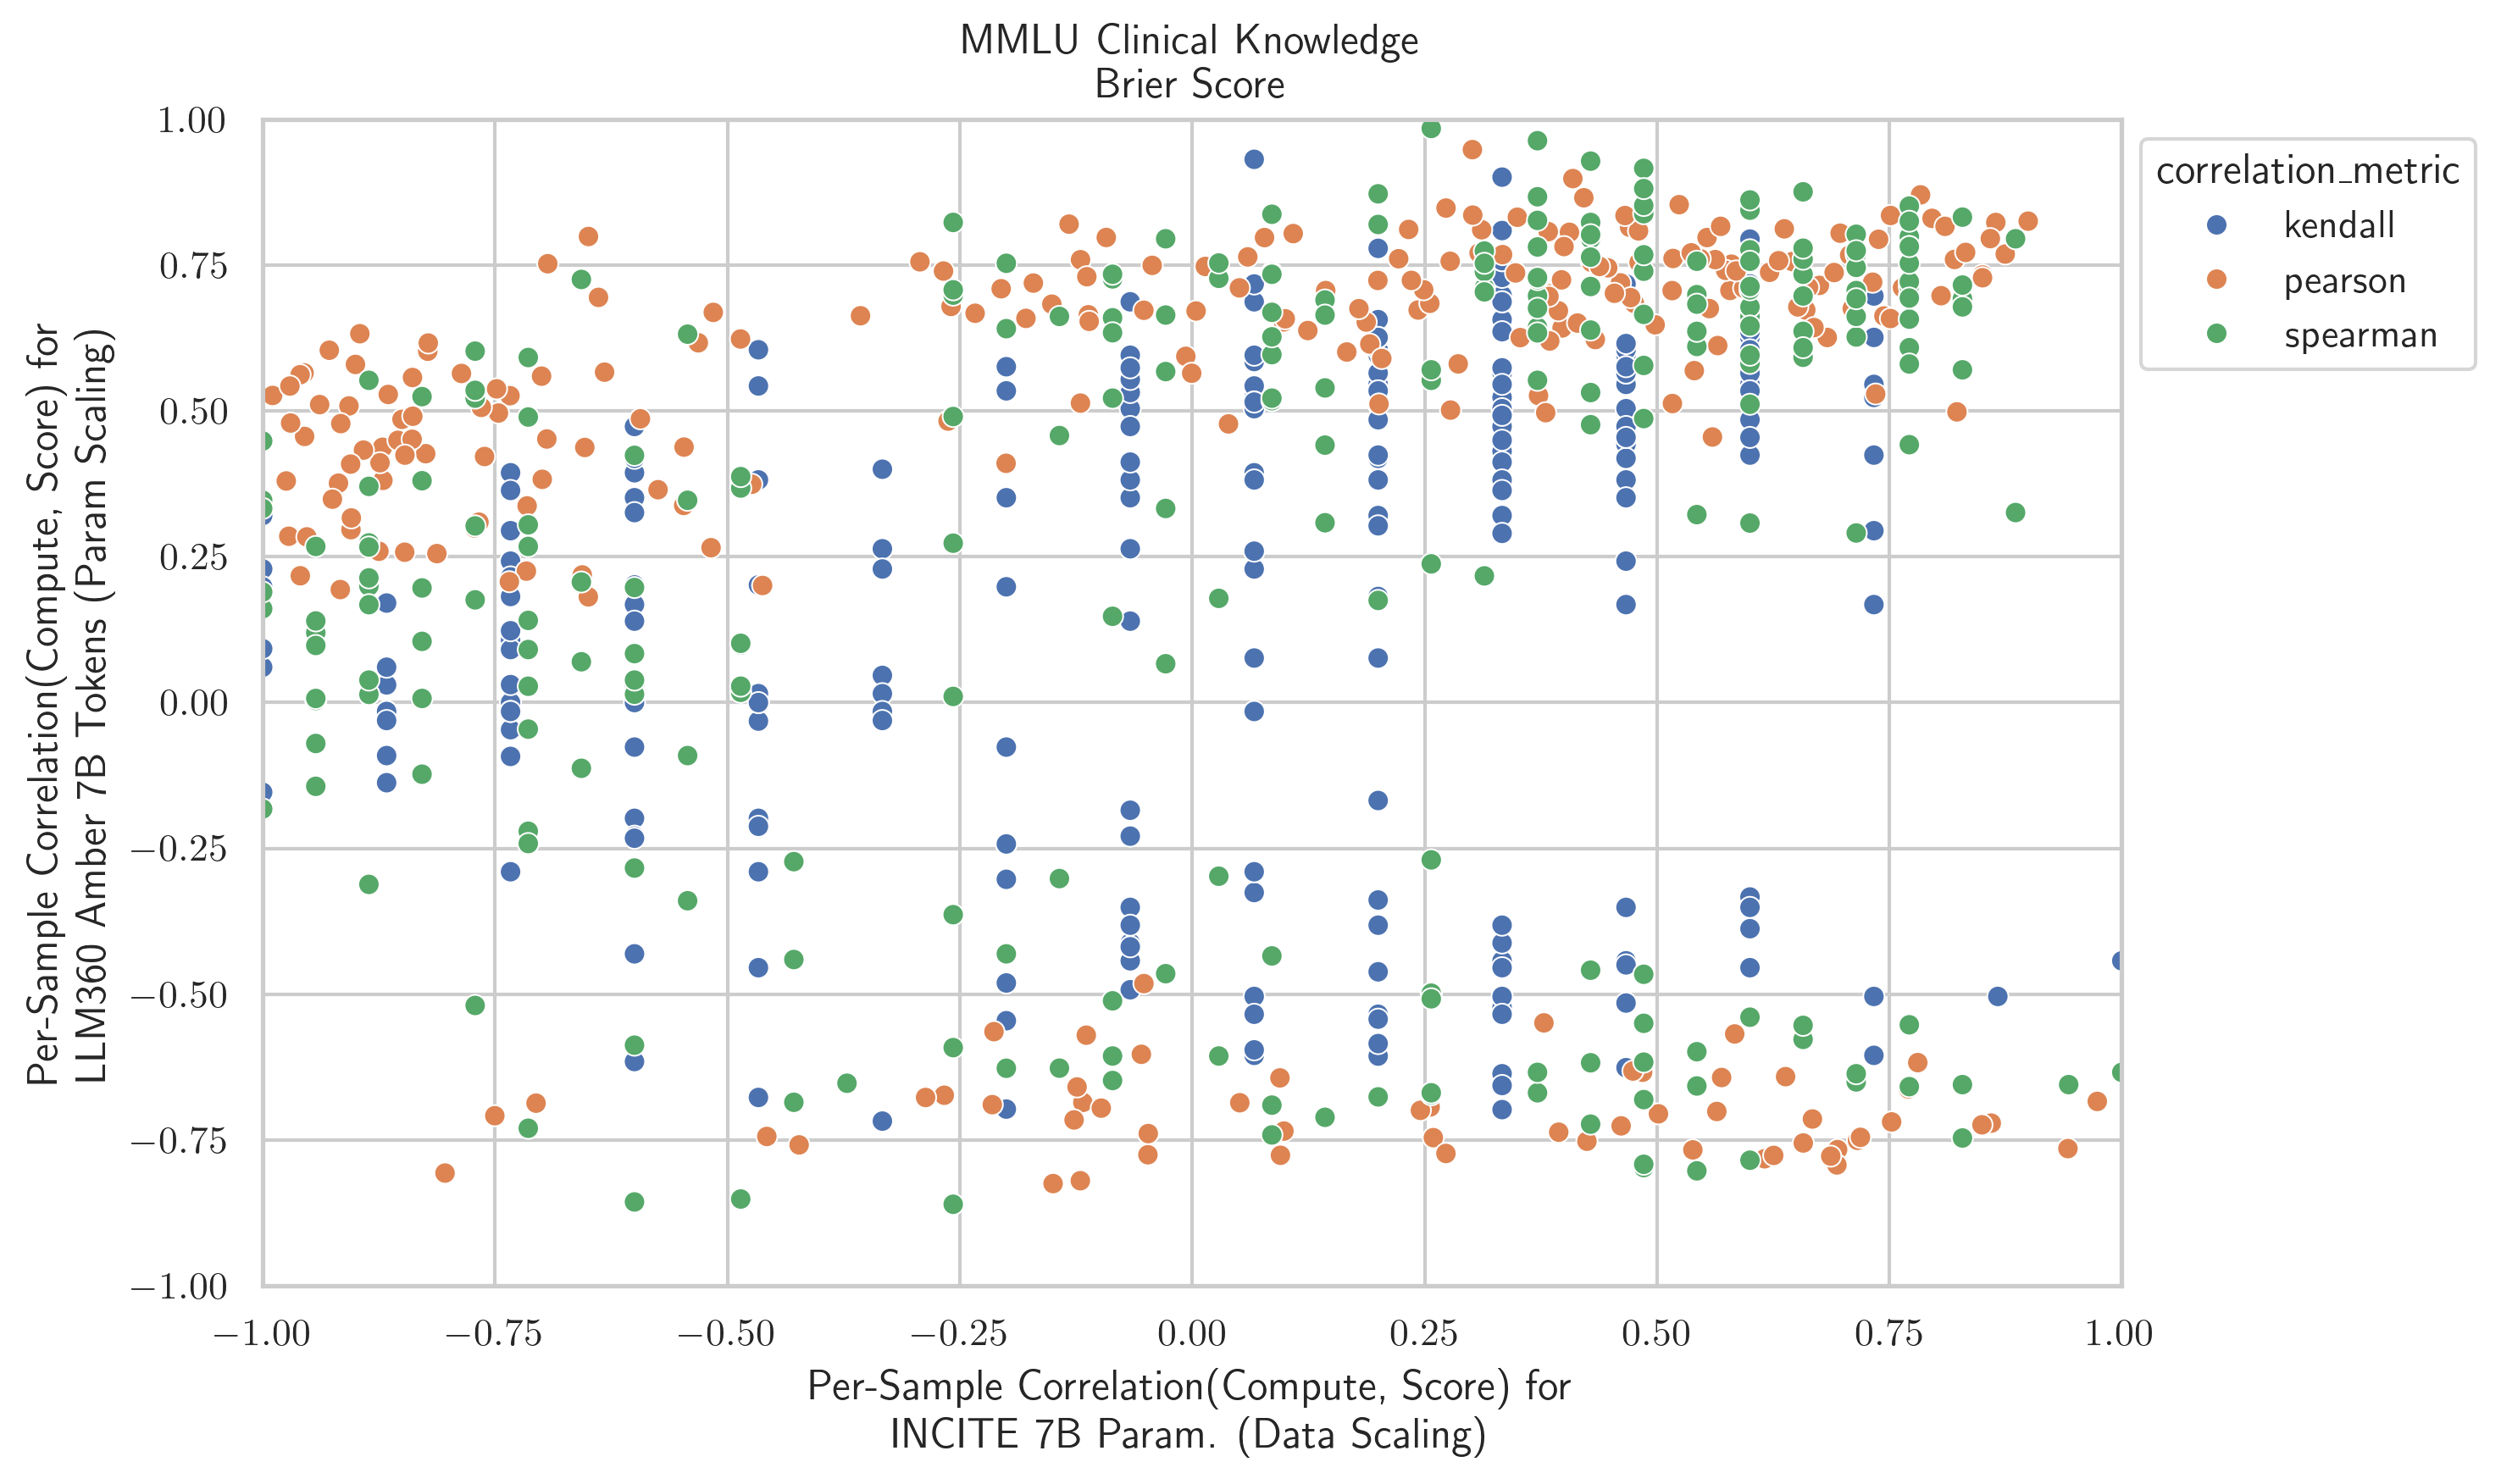 MMLU Clinical Knowledge
Brier Score
Per-Sample Correlation(Compute, Score) for
LLM360 Amber 7B Tokens (Param Scaling)
1.00
0.75
0.50
0.25
0.00
−0.25
−0.50
−0.75
−1.00
−1.00 −0.75 −0.50 −0.25 0.00 0.25 0.50 0.75 1.00
Per-Sample Correlation(Compute, Score) for
INCITE 7B Param. (Data Scaling)
correlation_metric
kendall
pearson
spearman